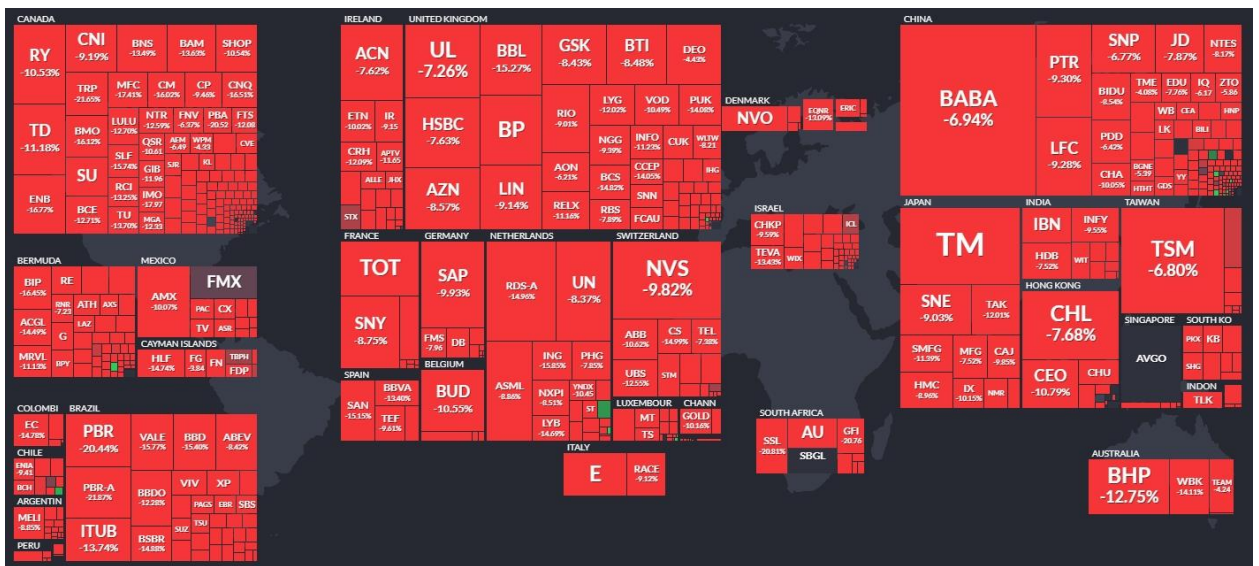 CANADA
RY
-10.53%
CNI
-9.19%
BNS
-13.49%
BAM
-13.63%
SHOP
-10.54%
TD
-11.18%
TRP
-21.65%
MFC
-17.41%
CM
-16.02%
CP
-9.46%
CNQ
-16.51%
BMO
-16.12%
LULU
-12.70%
NTR
-12.59%
FNV
-6.37%
PBA
-20.52
FTS
-12.08
QSR
-10.61
AEM
-6.49
WPM
-4.33
CVE
SU
SLF
-15.74%
GIB
-11.96
SJR
KL
ENB
-16.77%
BCE
-12.71%
RCI
-13.25%
IMO
-17.97
TU
-13.70%
MGA
-12.33
IRELAND
ACN
-7.62%
ETN
-10.02%
IR
-9.15
CRH
-12.09%
APTV
-11.65
ALLE
JHX
STX
UNITED KINGDOM
UL
-7.26%
BBL
-15.27%
GSK
-8.43%
BTI
-8.48%
DEO
-4.43%
HSBC
-7.63%
BP
RIO
-9.01%
LYG
-12.02%
VOD
-10.49%
PUK
-14.08%
NGG
-9.39%
INFO
-11.23%
CUK
WLTW
-8.21
AZN
-8.57%
LIN
-9.14%
AON
-6.21%
BCS
-14.82%
CCEP
-14.05%
IHG
RELX
-11.16%
RBS
-7.89%
SNN
FCAU
DENMARK
NVO
EQNR
-13.09%
ERIC
CHINA
BABA
-6.94%
PTR
-9.30%
SNP
-6.77%
JD
-7.87%
NTES
-8.17%
BIDU
-8.54%
TME
-4.08%
EDU
-7.76%
IQ
-6.17
ZTO
-5.86
WB
CEA
HNP
LFC
-9.28%
PDD
-6.42%
LK
BILI
CHA
-10.05%
BGNE
-5.39
YY
HTHT
GDS
ISRAEL
CHKP
-9.59%
ICL
TEVA
-13.43%
WIX
JAPAN
TM
SNE
-9.03%
TAK
-12.01%
SMFG
-11.39%
MFG
-7.52%
CAJ
-9.85%
HMC
-8.96%
IX
-10.15%
NMR
INDIA
IBN
INFY
-9.55%
HDB
-7.52%
WIT
TAIWAN
TSM
-6.80%
HONG KONG
CHL
-7.68%
CEO
-10.79%
CHU
SINGAPORE
AVGO
SOUTH KO
PKX
KB
SHG
INDON
TLK
FRANCE
TOT
SNY
-8.75%
GERMANY
SAP
-9.93%
FMS
-7.96
DB
NETHERLANDS
RDS-A
-14.96%
UN
-8.37%
ASML
-8.86%
ING
-15.85%
PHG
-7.85%
NXPI
-8.51%
YNDX
-10.45
ST
LYB
-14.69%
SWITZERLAND
NVS
-9.82%
ABB
-10.62%
CS
-14.99%
TEL
-7.38%
UBS
-12.55%
STM
BELGIUM
BUD
-10.55%
SPAIN
SAN
-15.15%
BBVA
-13.40%
TEF
-9.61%
LUXEMBOUR
MT
TS
CHANN
GOLD
-10.16%
ITALY
E
RACE
-9.12%
BERMUDA
BIP
-16.45%
RE
RNR
-7.23
ATH
AXS
ACGL
-14.49%
LAZ
G
MRVL
-11.13%
BPY
MEXICO
AMX
-10.07%
FMX
PAC
CX
TV
ASR
CAYMAN ISLANDS
HLF
-14.74%
FG
-3.84
FN
TBPH
FDP
COLOMBI
EC
-14.78%
CHILE
ENIA
-9.41
BCH
ARGENTIN
MELI
-8.85%
PERU
BRAZIL
PBR
-20.44%
VALE
-15.77%
BBD
-15.40%
ABEV
-8.42%
PBR-A
-21.87%
BBDO
-12.28%
VIV
XP
PAGS
EBR
SBS
ITUB
-13.74%
BSBR
-14.88%
SUZ
TSU
SOUTH AFRICA
SSL
-20.81%
AU
GFI
-20.76
SBGL
AUSTRALIA
BHP
-12.75%
WBK
-14.11%
TEAM
-4.24